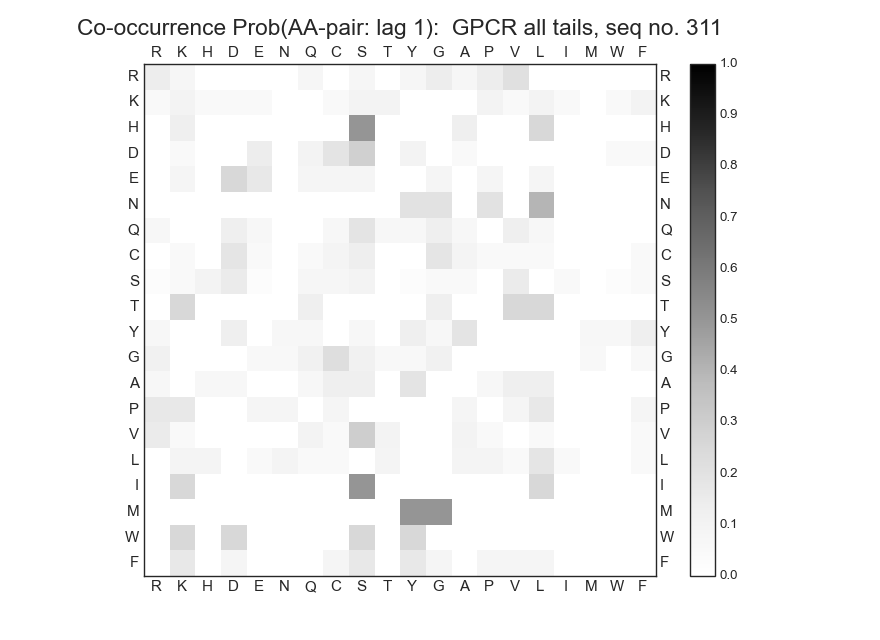 Co-occurrence Prob(AA-pair: lag 1):  GPCR all tails, seq no. 311
R K H D E N Q C S T Y G A P V L I M W F
1.0
R R
K K
0.9
H H
D D
0.8
E E
0.7
N N
Q Q
0.6
C C
S S
0.5
T T
Y Y
G G
0.4
A A
0.3
P P
V V
0.2
L L
I I
M M
0.1
W W
F F
0.0
R K H D E N Q C S T Y G A P V L I M W F